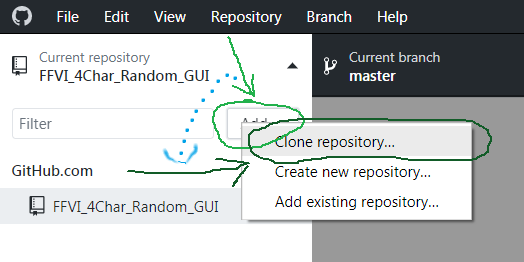 File Edit View Repository Branch Help
Current repository
FFVI_4Char_Random_GUI
Current branch
master
Filter
Add
Clone repository...
GitHub.com
Create new repository...
FFVI_4Char_Random_GUI
Add existing repository...